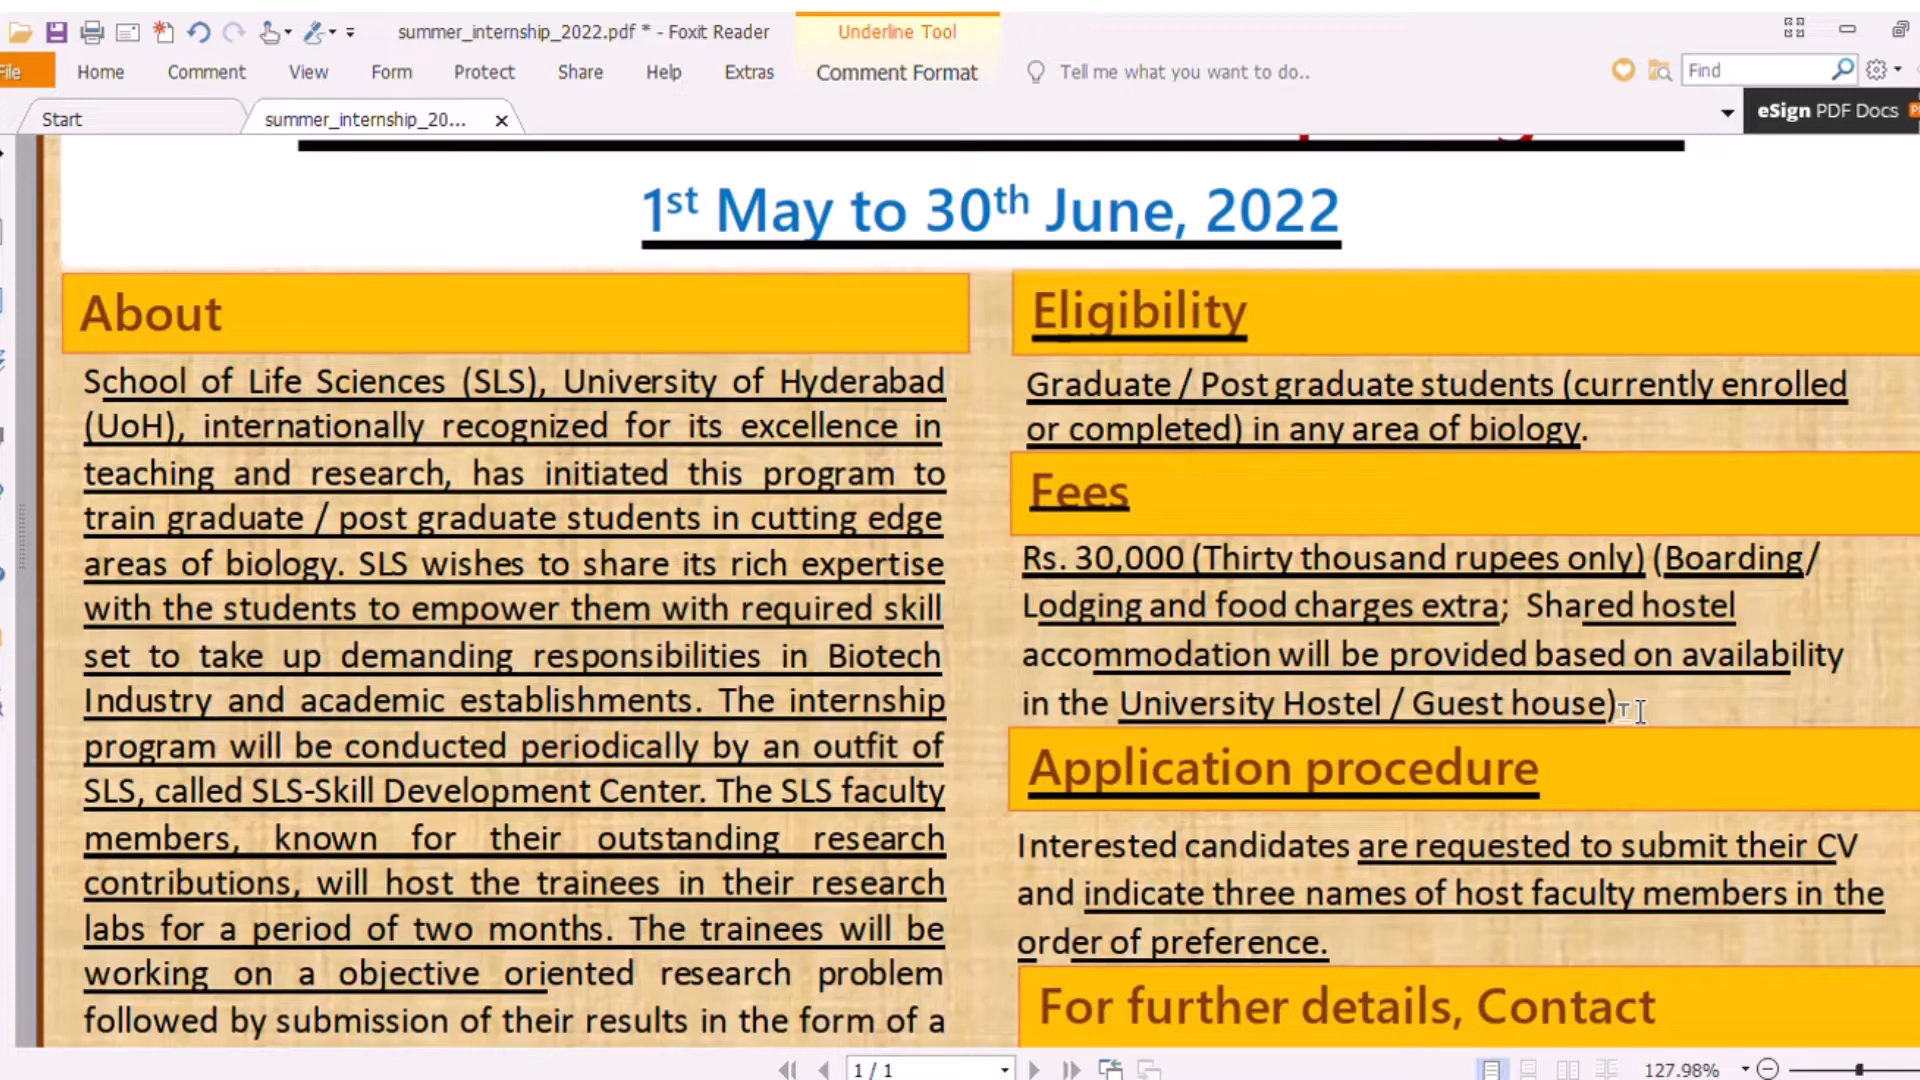 summer_internship_2022.pdf * - Foxit Reader
Underline Tool
File
Home
Comment
View
Form
Protect
Share
Help
Extras
Comment Format
Tell me what you want to do..
Find
Start
summer_internship_20...
eSign PDF Docs
1st May to 30th June, 2022
About
School of Life Sciences (SLS), University of Hyderabad
(UoH), internationally recognized for its excellence in
teaching and research, has initiated this program to
train graduate / post graduate students in cutting edge
areas of biology. SLS wishes to share its rich expertise
with the students to empower them with required skill
set to take up demanding responsibilities in Biotech
Industry and academic establishments. The internship
program will be conducted periodically by an outfit of
SLS, called SLS-Skill Development Center. The SLS faculty
members, known for their outstanding research
contributions, will host the trainees in their research
labs for a period of two months. The trainees will be
working on a objective oriented research problem
followed by submission of their results in the form of a
Eligibility
Graduate / Post graduate students (currently enrolled
or completed) in any area of biology.
Fees
Rs. 30,000 (Thirty thousand rupees only) (Boarding/
Lodging and food charges extra; Shared hostel
accommodation will be provided based on availability
in the University Hostel / Guest house)
Application procedure
Interested candidates are requested to submit their CV
and indicate three names of host faculty members in the
order of preference.
For further details, Contact
1 / 1
127.98%